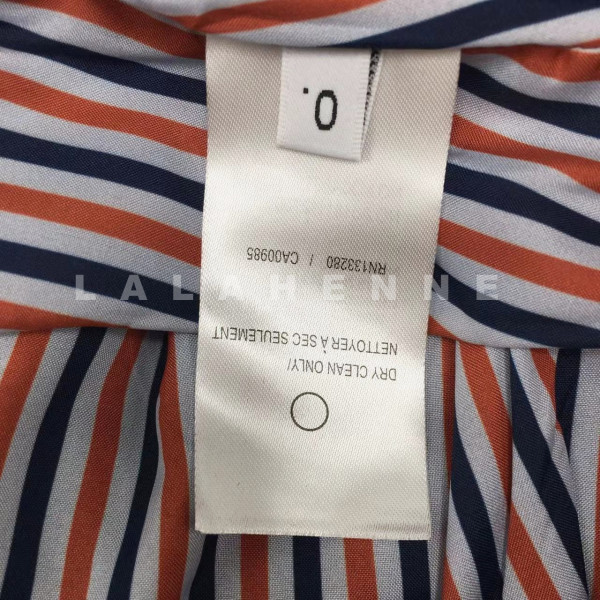 0.
LALAHENNE
DRY CLEAN ONLY/
NETTOYER À SEC SEULEMENT
RN133280 / CA00985